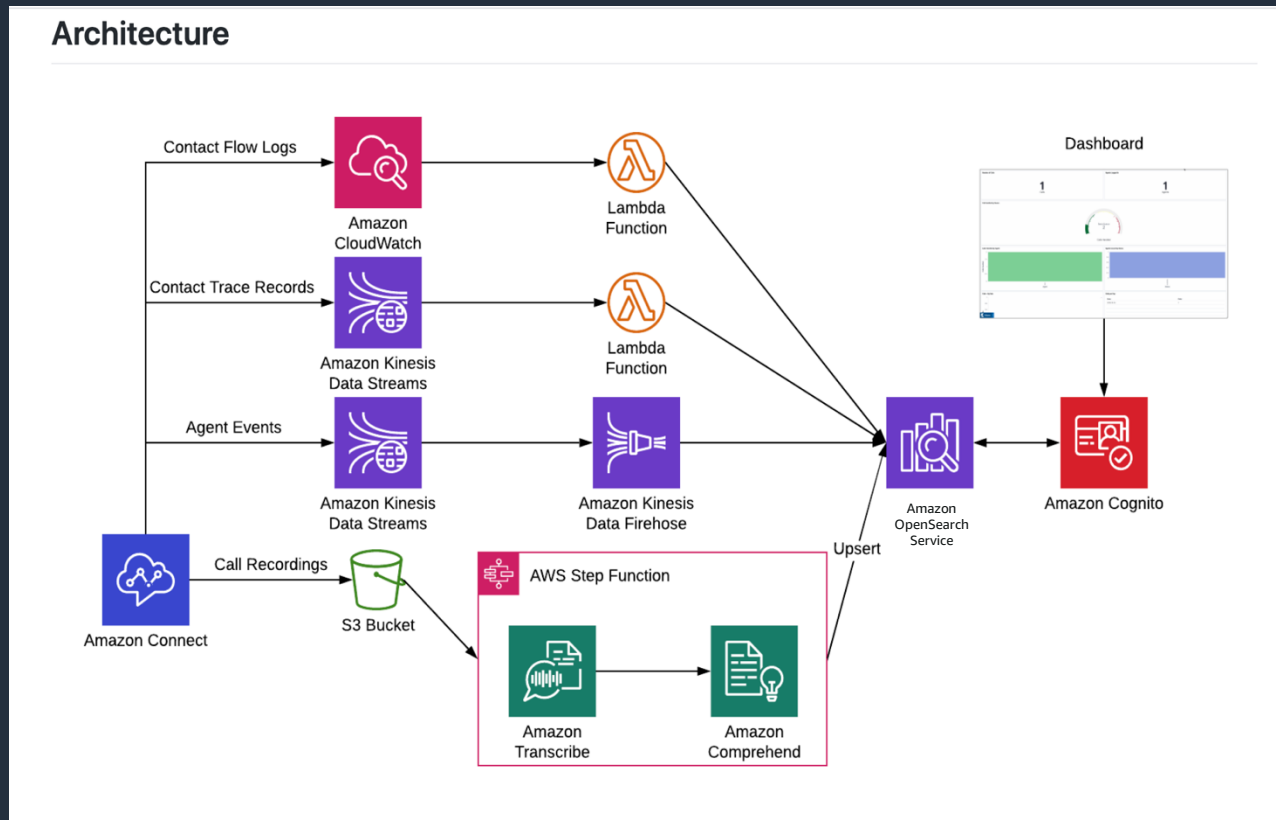 Architecture
Contact Flow Logs
Amazon
CloudWatch
Lambda
Function
Dashboard
1
1
Contact Trace Records
Amazon Kinesis
Data Streams
Lambda
Function
Agent Events
Amazon Kinesis
Data Streams
Amazon Kinesis
Data Firehose
Amazon
OpenSearch
Service
Amazon Cognito
Amazon Connect
Call Recordings
S3 Bucket
Upsert
AWS Step Function
Amazon
Transcribe
Amazon
Comprehend